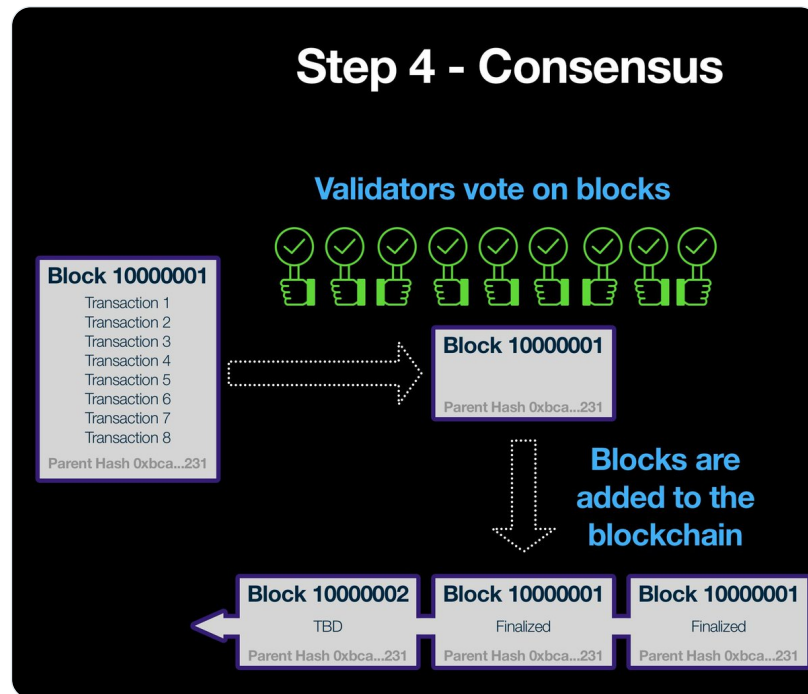 Step 4 - Consensus
Validators vote on blocks
Block 10000001
Transaction 1
Transaction 2
Transaction 3
Transaction 4
Transaction 5
Transaction 6
Transaction 7
Transaction 8
Parent Hash 0xbca...231
Block 10000001
Parent Hash 0xbca...231
Blocks are
added to the
blockchain
Block 10000002
TBD
Parent Hash 0xbca...231
Block 10000001
Finalized
Parent Hash 0xbca...231
Block 10000001
Finalized
Parent Hash 0xbca...231